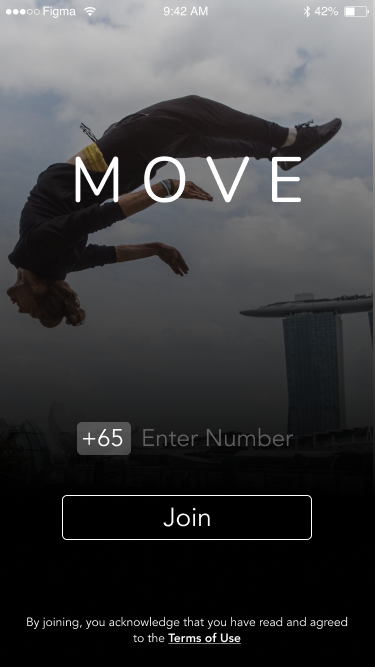 Figma 9:42 AM 42%
MOVE
+65 Enter Number
Join
By joining, you acknowledge that you have read and agreed
to the Terms of Use